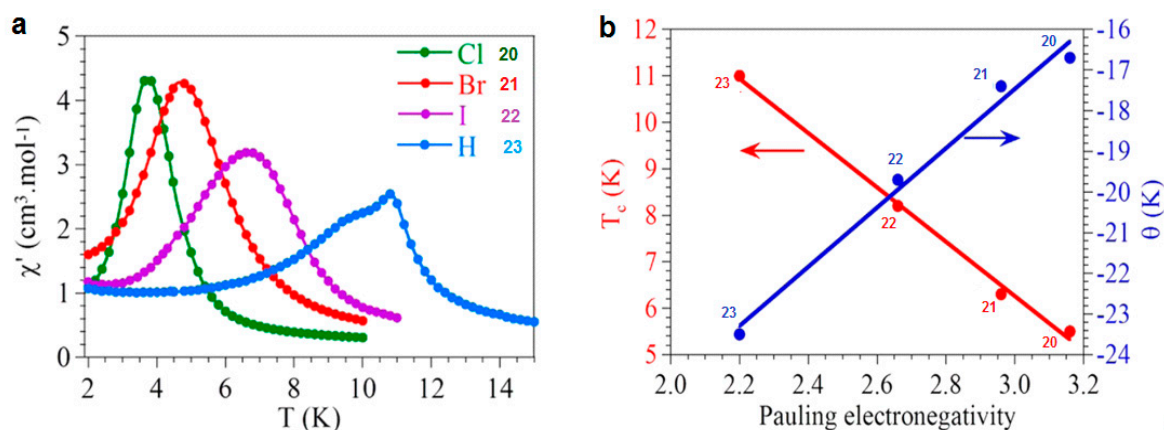 a
5
4
3
2
1
0
χ' (cm³.mol-1)
2 4 6 8 10 12 14
T (K)
Cl 20
Br 21
I 22
H 23
b
11
10
9
8
7
6
5
Tc (K)
-16
-17
-18
-19
-20
-21
-22
-23
-24
θ (K)
2.0 2.2 2.4 2.6 2.8 3.0 3.2
Pauling electronegativity
23
22
21
20
23
22
21
20